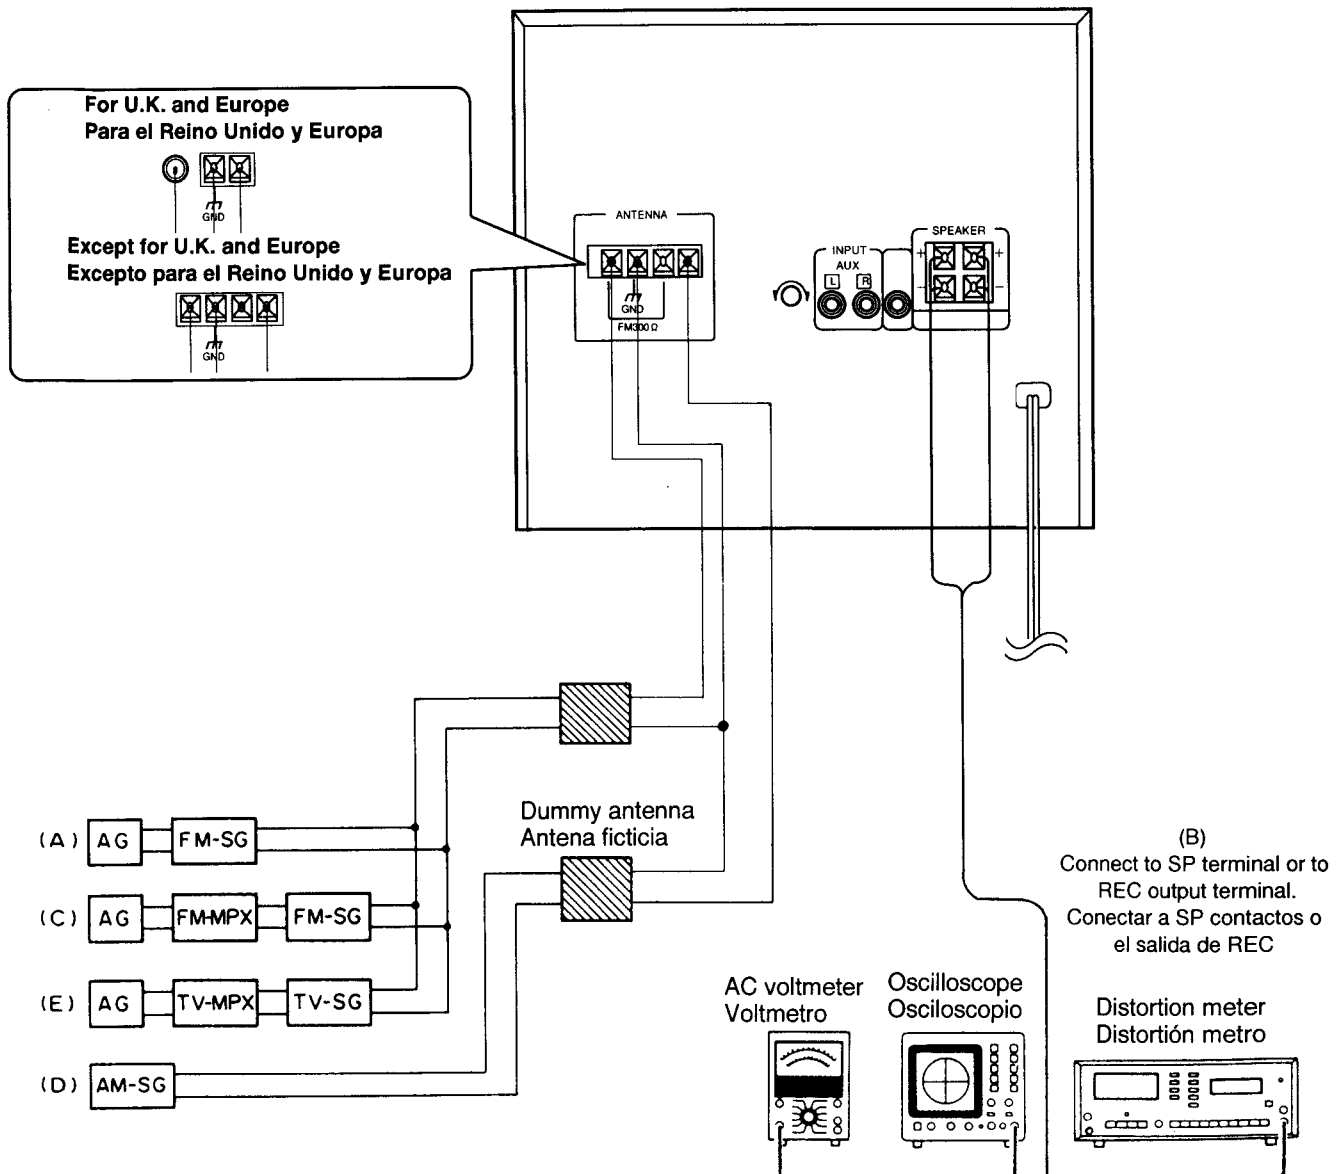 For U.K. and Europe
Para el Reino Unido y Europa
GND
Except for U.K. and Europe
Excepto para el Reino Unido y Europa
GND
ANTENNA
GND
FM300 Ω
INPUT
AUX
L R
SPEAKER
+ +
- -
Dummy antenna
Antena ficticia
(A) AG FM-SG
(C) AG FM-MPX FM-SG
(E) AG TV-MPX TV-SG
(D) AM-SG
(B)
Connect to SP terminal or to
REC output terminal.
Conectar a SP contactos o
el salida de REC
AC voltmeter
Voltmetro
Oscilloscope
Osciloscopio
Distortion meter
Distortión metro